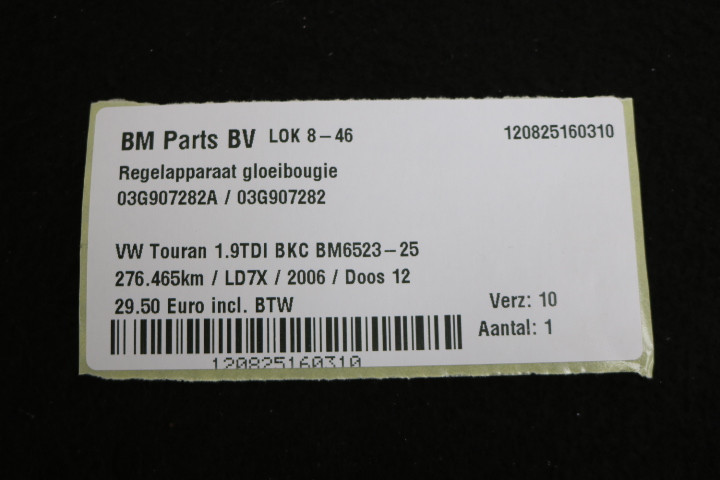 BM Parts BV LOK 8-46 120825160310
Regelapparaat gloeibougie
03G907282A / 03G907282
VW Touran 1.9TDI BKC BM6523-25
276.465km / LD7X / 2006 / Doos 12
29.50 Euro incl. BTW Verz: 10
Aantal: 1
120825160310